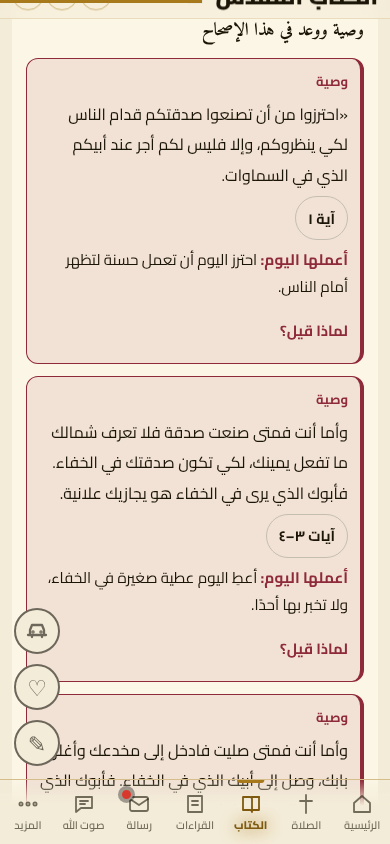 الكتاب المقدس
وصية ووعد في هذا الإصحاح
وصية
«احترزوا من أن تصنعوا صدقتكم قدام الناس
لكي ينظروكم، وإلا فليس لكم أجر عند أبيكم
الذي في السماوات.
آية ١
أعملها اليوم: احترز اليوم أن تعمل حسنة لتظهر
أمام الناس.
لماذا قيل؟
وصية
وأما أنت فمتى صنعت صدقة فلا تعرف شمالك
ما تفعل يمينك، لكي تكون صدقتك في الخفاء.
فأبوك الذي يرى في الخفاء هو يجازيك علانية.
آيات ٣–٤
أعملها اليوم: أعطِ اليوم عطية صغيرة في الخفاء،
ولا تخبر بها أحدًا.
لماذا قيل؟
وصية
وأما أنت فمتى صليت فادخل إلى مخدعك وأغل
بابك، وصل إلى أبيك الذي في الخفاء. فأبوك الذي
الرئيسية
الصلاة
الكتاب
القراءات
رسالة
صوت الله
المزيد